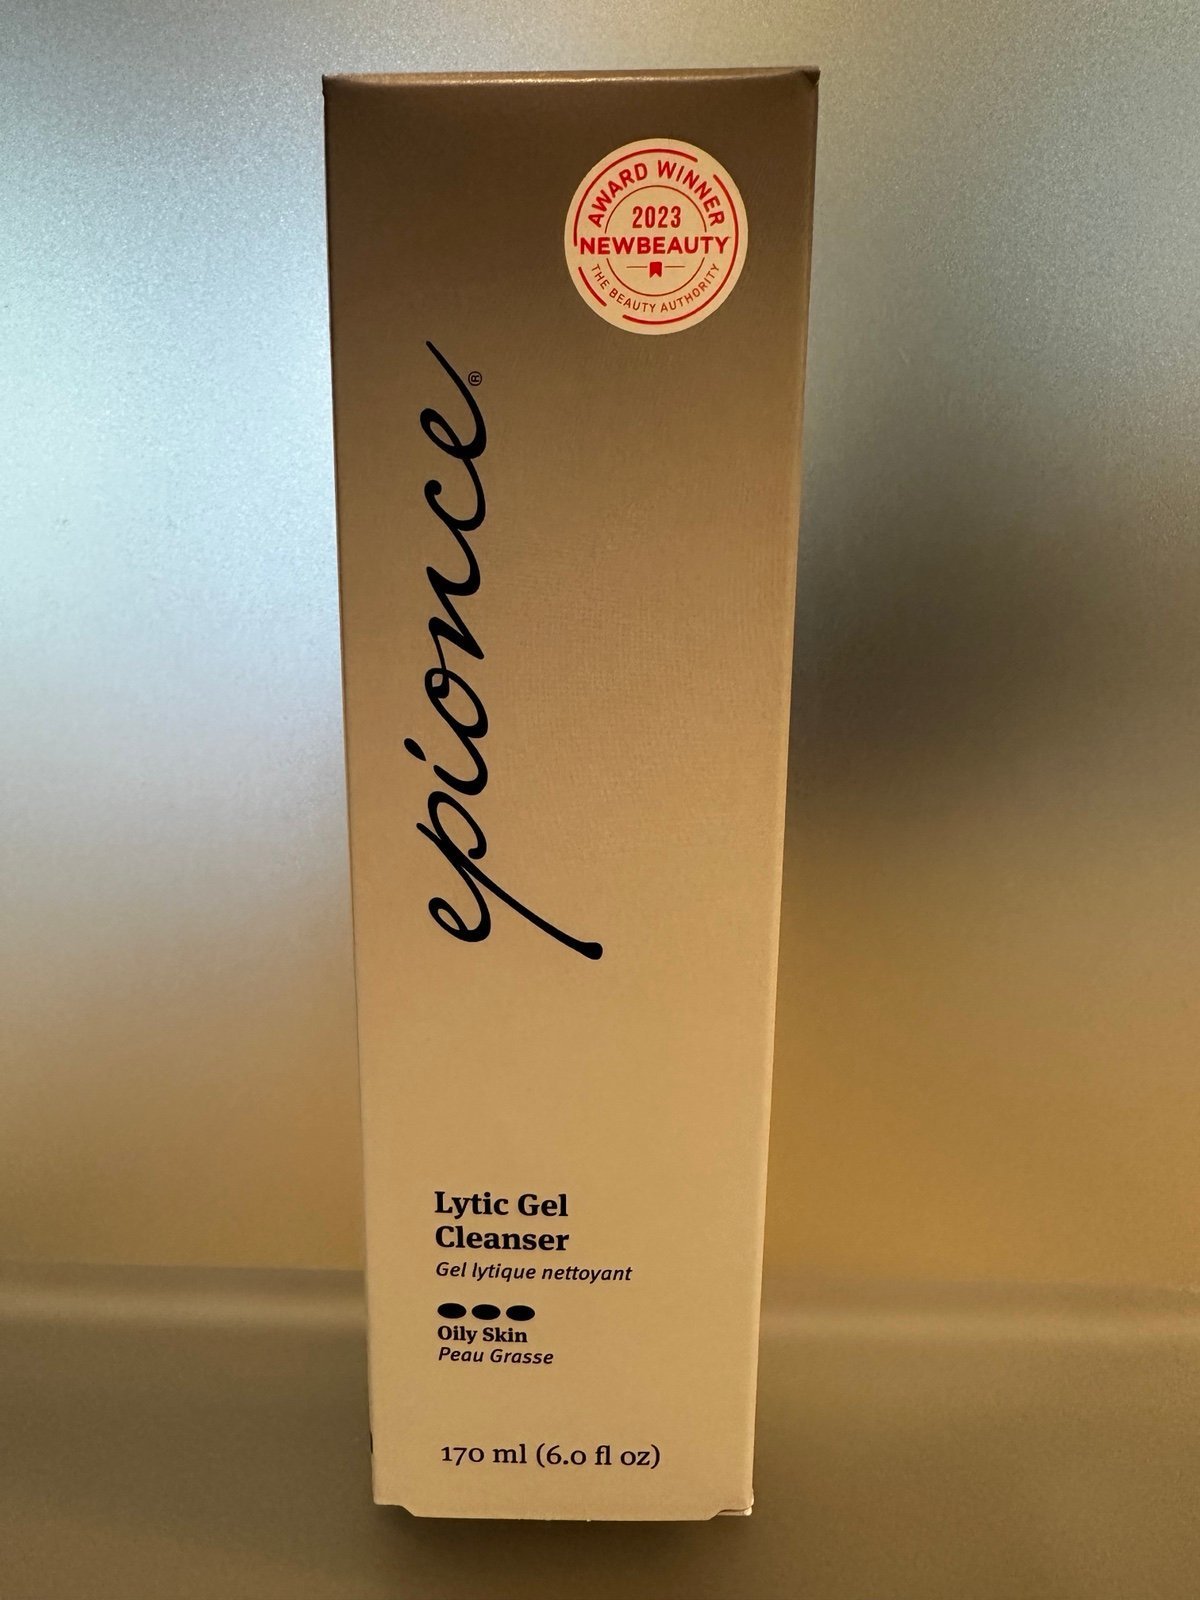 AWARD WINNER
2023
NEWBEAUTY
THE BEAUTY AUTHORITY
epionce®
Lytic Gel
Cleanser
Gel lytique nettoyant
Oily Skin
Peau Grasse
170 ml (6.0 fl oz)